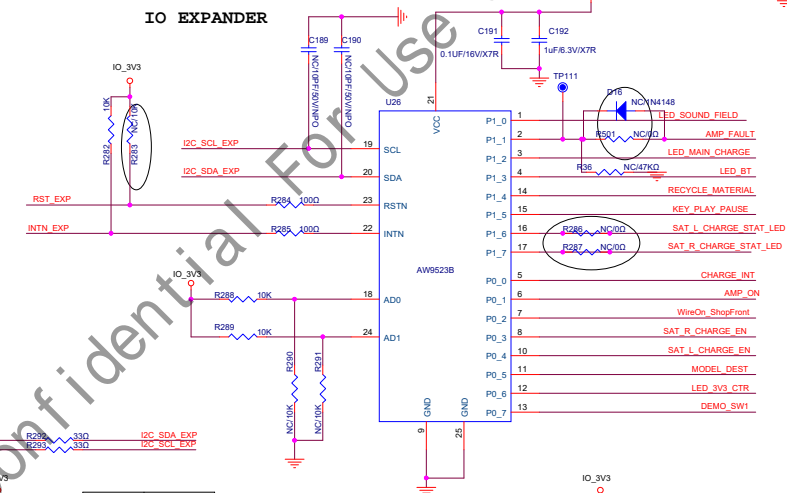 IO EXPANDER
C189
NC/10PF/50V/NPO
C190
NC/10PF/50V/NPO
C191
0.1UF/16V/X7R
C192
1uF/6.3V/X7R
IO_3V3
10K
R282
NC/10K
R283
TP111
D16
NC/1N4148
R501
NC/0Ω
R36
NC/47KΩ
U26
21
VCC
AW9523B
I2C_SCL_EXP
19
SCL
I2C_SDA_EXP
20
SDA
RST_EXP
R284
100Ω
23
RSTN
INTN_EXP
R285
100Ω
22
INTN
IO_3V3
R288
10K
18
AD0
R289
10K
24
AD1
R290
NC/10K
R291
NC/10K
P1_0
1
LED_SOUND_FIELD
P1_1
2
AMP_FAULT
P1_2
3
LED_MAIN_CHARGE
P1_3
4
LED_BT
P1_4
14
RECYCLE_MATERIAL
P1_5
15
KEY_PLAY_PAUSE
P1_6
16
R286
NC/0Ω
SAT_L_CHARGE_STAT_LED
P1_7
17
R287
NC/0Ω
SAT_R_CHARGE_STAT_LED
P0_0
5
CHARGE_INT
P0_1
6
AMP_ON
P0_2
7
WireOn_ShopFront
P0_3
8
SAT_R_CHARGE_EN
P0_4
10
SAT_L_CHARGE_EN
P0_5
11
MODEL_DEST
P0_6
12
LED_3V3_CTR
P0_7
13
DEMO_SW1
GND
9
GND
25
R292
33Ω
I2C_SDA_EXP
R293
33Ω
I2C_SCL_EXP
V3
IO_3V3
onfidential For Use